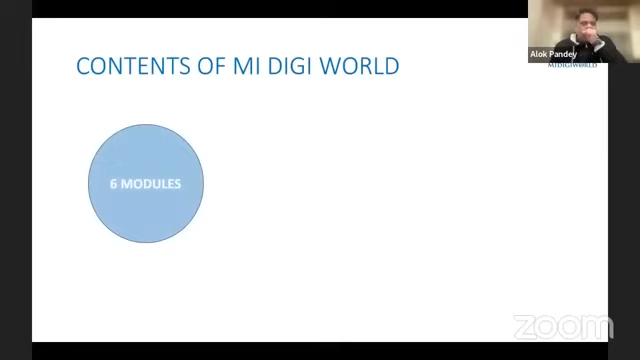 Alok Pandey
MIDIGIWORLD
CONTENTS OF MI DIGI WORLD
6 MODULES
zoom